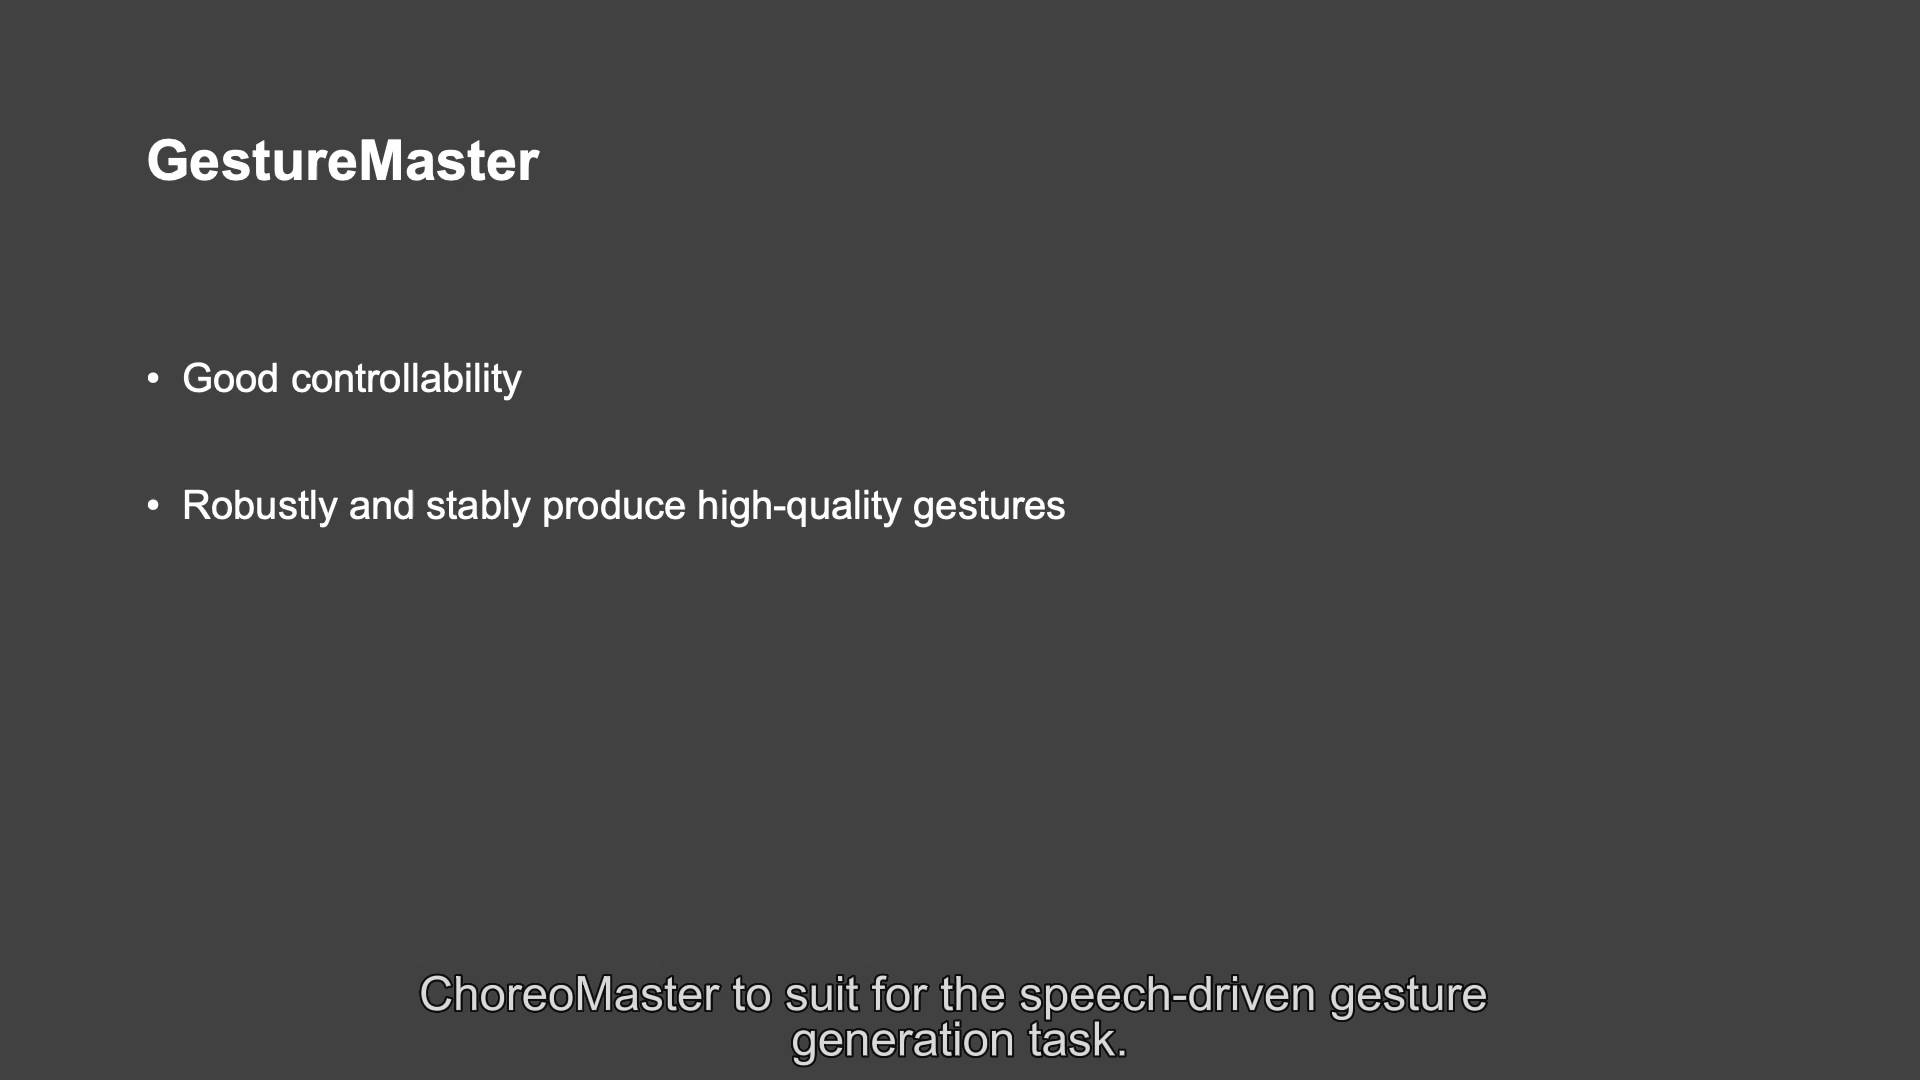 GestureMaster
• Good controllability
• Robustly and stably produce high-quality gestures
ChoreoMaster to suit for the speech-driven gesture
generation task.